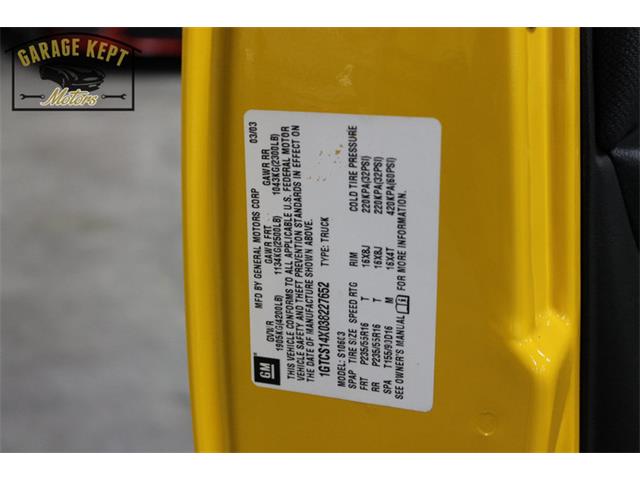 GARAGE KEPT
Motors
MFD BY GENERAL MOTORS CORP 03/03
GVWR GAWR FRT GAWR RR
1905KG(4200LB) 1134KG(2500LB) 1043KG(2300LB)
THIS VEHICLE CONFORMS TO ALL APPLICABLE U.S. FEDERAL MOTOR
VEHICLE SAFETY AND THEFT PREVENTION STANDARDS IN EFFECT ON
THE DATE OF MANUFACTURE SHOWN ABOVE.
1GTCS14X038227652 TYPE: TRUCK
MODEL: S10603
SPAP TIRE SIZE SPEED RTG RIM COLD TIRE PRESSURE
FRT P235/55R16 T 16X8J 220KPA(32PSI)
RR P235/55R16 T 16X8J 220KPA(32PSI)
SPA T155/90D16 M 16X4T 420KPA(60PSI)
SEE OWNER'S MANUAL FOR MORE INFORMATION.
GM